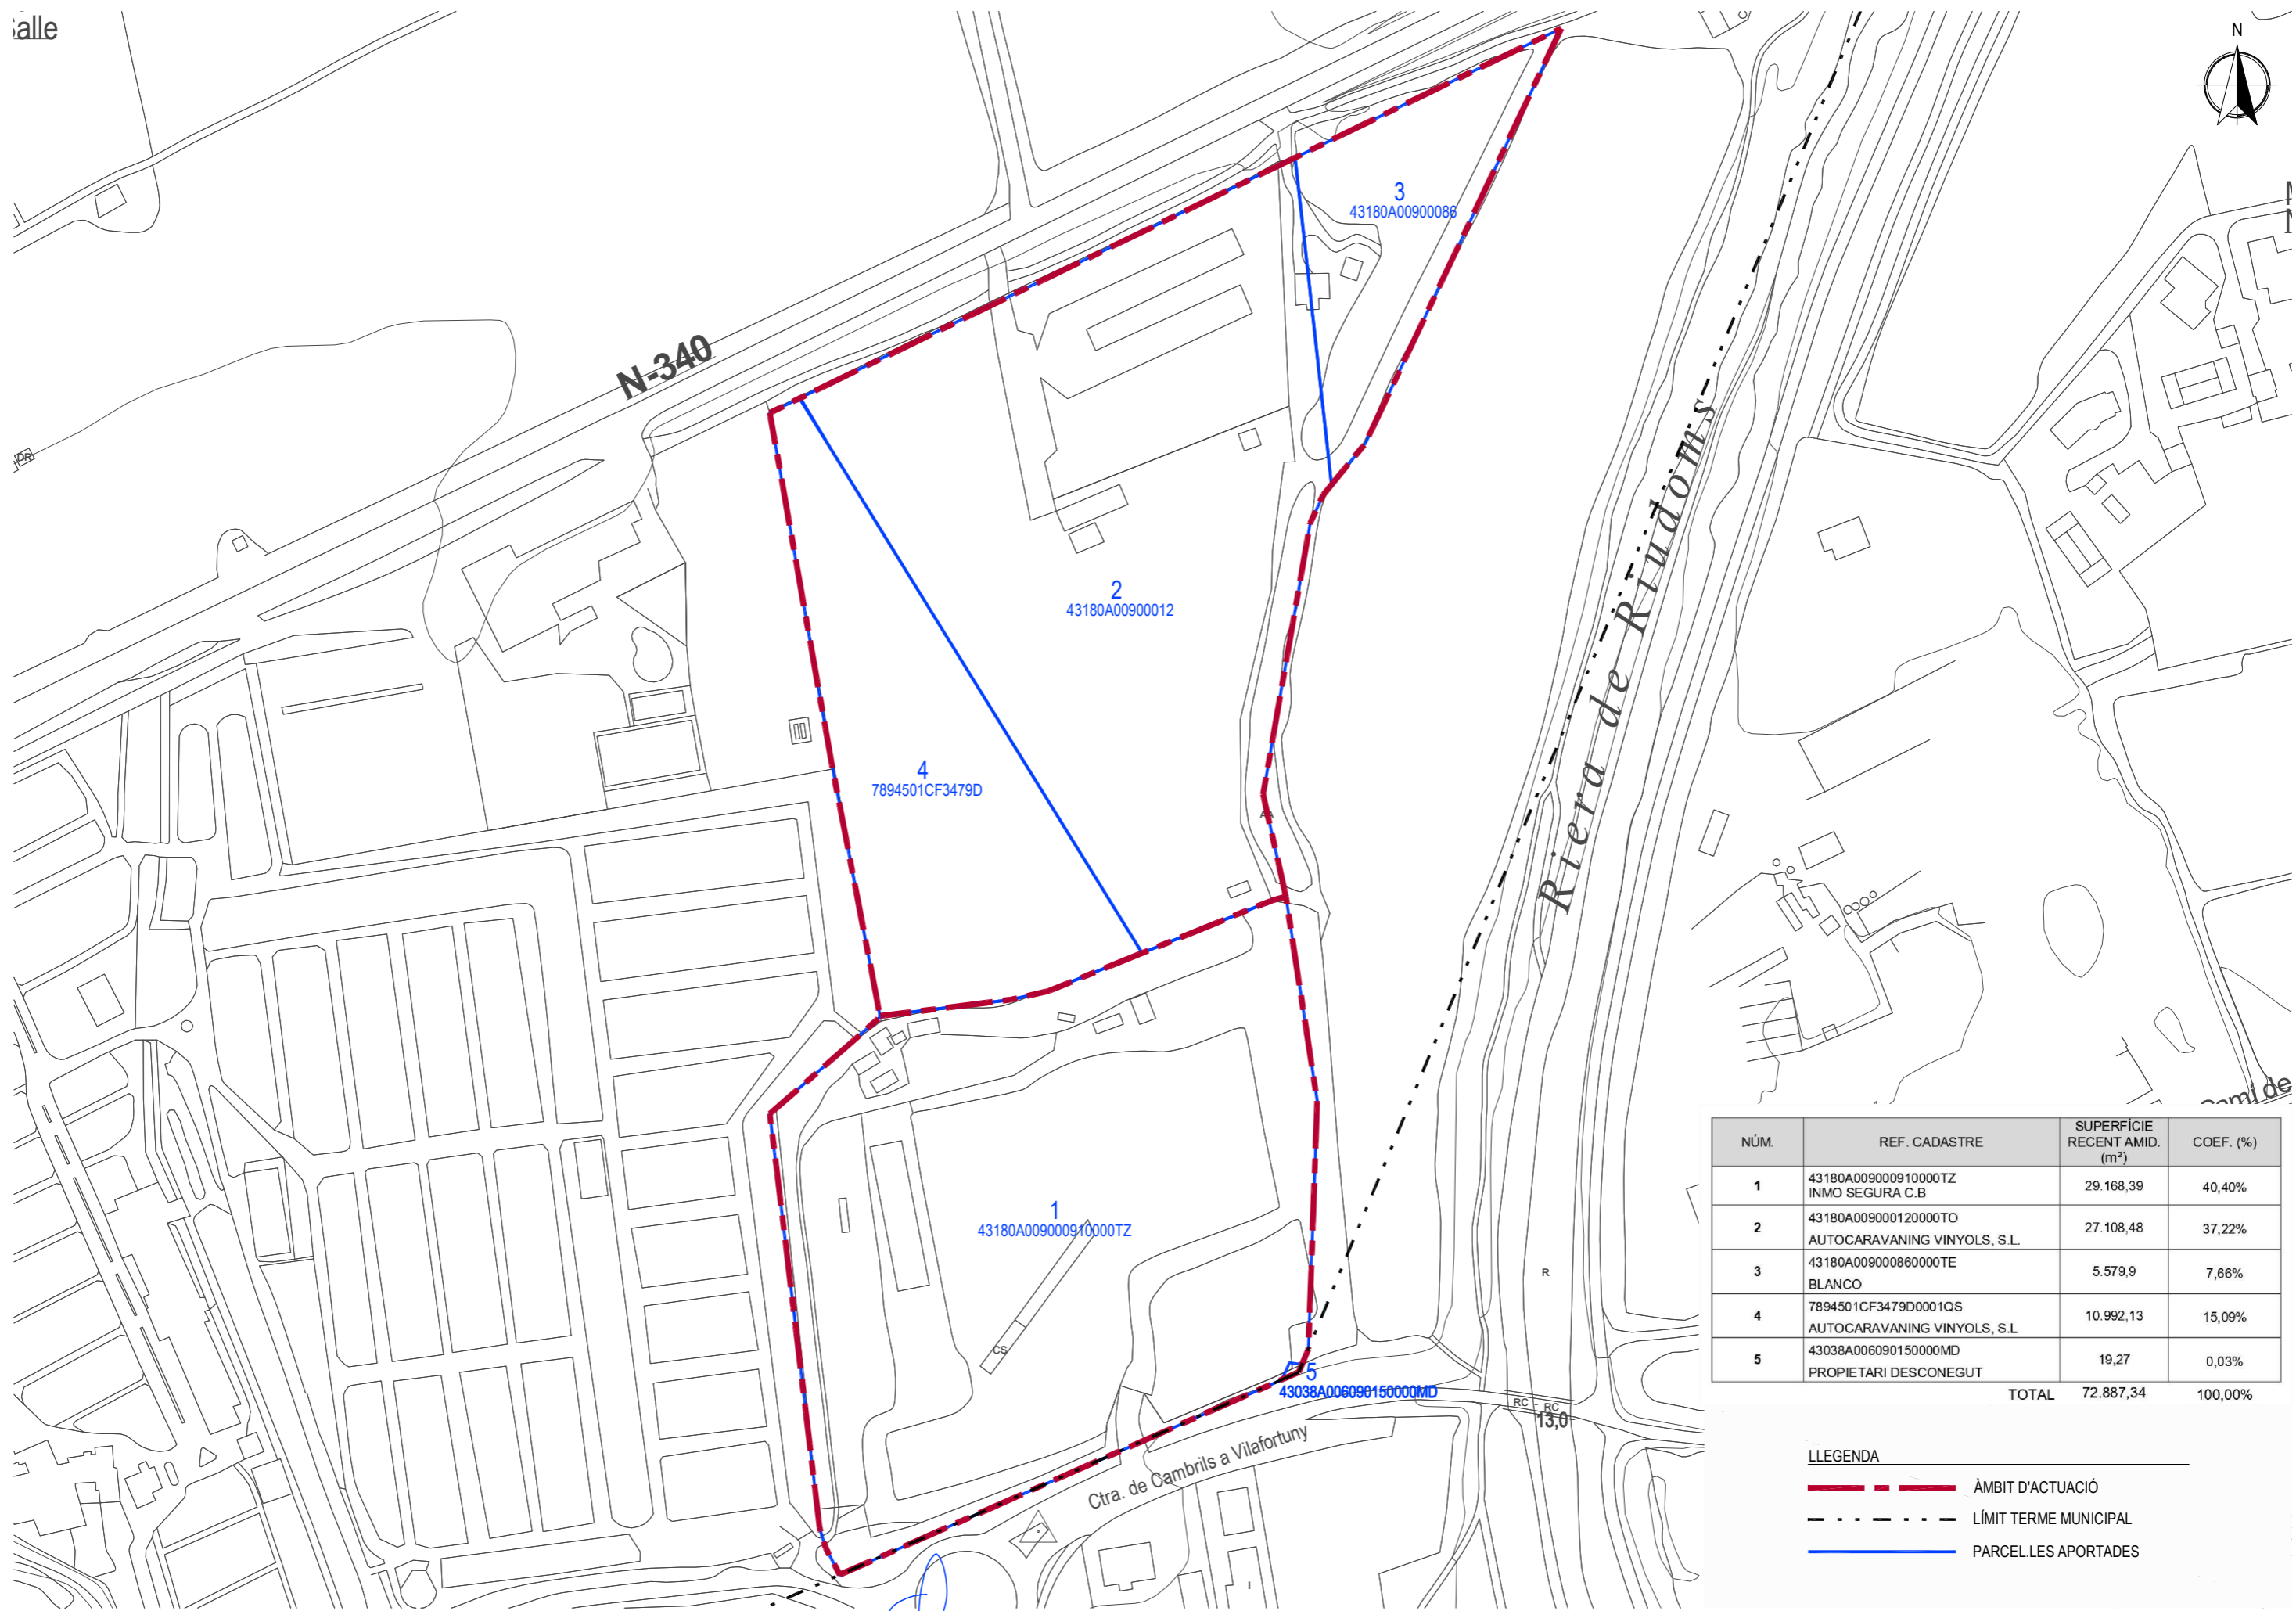 N
N-340
3
43180A00900086
2
43180A00900012
4
7894501CF3479D
Riera de Riudoms
AA
1
43180A009000910000TZ
CS
R
5
43038A006090150000MD
RC
RC
13,0
Ctra. de Cambrils a Vilafortuny
Camí de
NÚM. REF. CADASTRE SUPERFÍCIE RECENT AMID. (m²) COEF. (%)
1 43180A009000910000TZ 29.168,39 40,40%
INMO SEGURA C.B
2 43180A009000120000TO 27.108,48 37,22%
AUTOCARAVANING VINYOLS, S.L.
3 43180A009000860000TE 5.579,9 7,66%
BLANCO
4 7894501CF3479D0001QS 10.992,13 15,09%
AUTOCARAVANING VINYOLS, S.L
5 43038A006090150000MD 19,27 0,03%
PROPIETARI DESCONEGUT
TOTAL 72.887,34 100,00%
LLEGENDA
ÀMBIT D'ACTUACIÓ
LÍMIT TERME MUNICIPAL
PARCEL.LES APORTADES